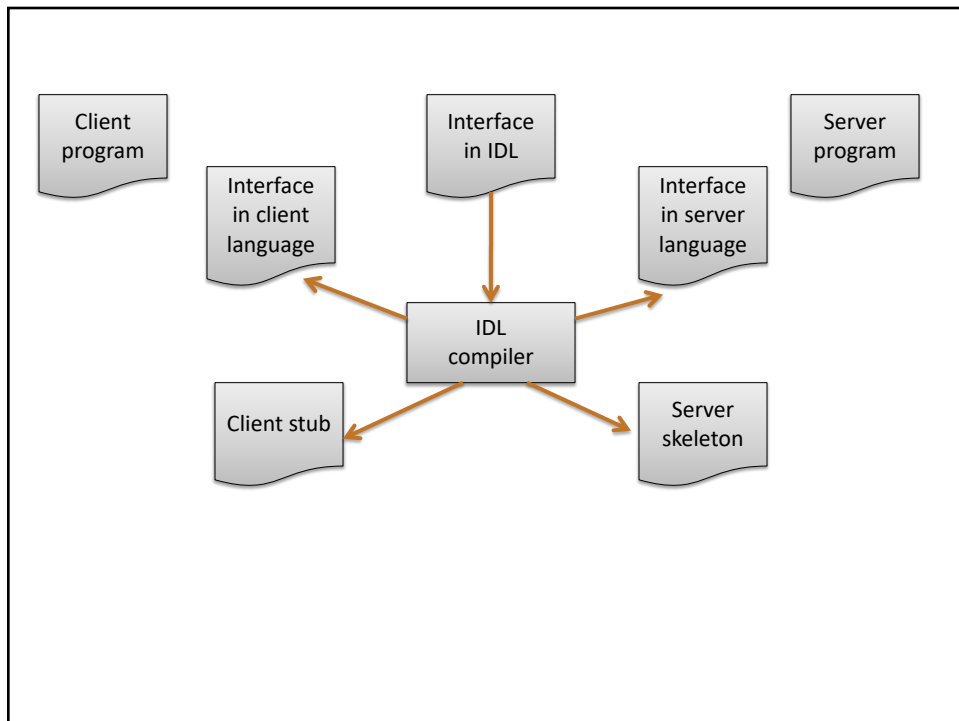 Client
program
Interface
in IDL
Server
program
Interface
in client
language
Interface
in server
language
IDL
compiler
Client stub
Server
skeleton